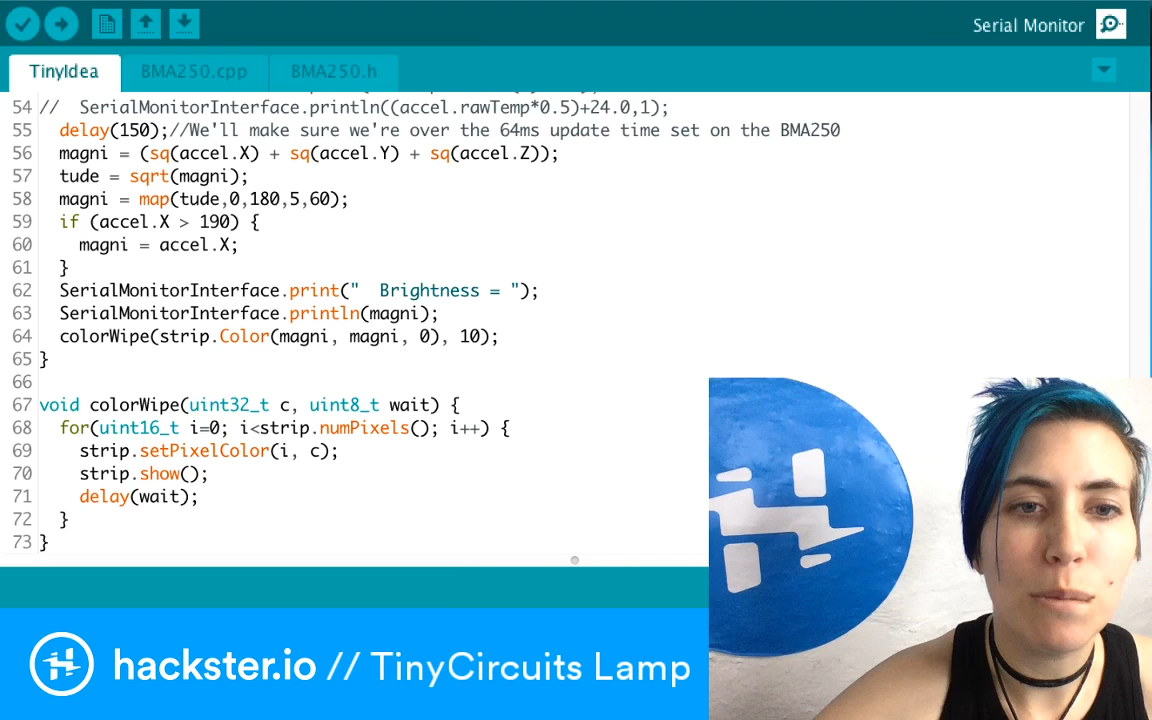 Serial Monitor
TinyIdea BMA250.cpp BMA250.h
54 //  SerialMonitorInterface.println((accel.rawTemp*0.5)+24.0,1);
55   delay(150);//We'll make sure we're over the 64ms update time set on the BMA250
56   magni = (sq(accel.X) + sq(accel.Y) + sq(accel.Z));
57   tude = sqrt(magni);
58   magni = map(tude,0,180,5,60);
59   if (accel.X > 190) {
60     magni = accel.X;
61   }
62   SerialMonitorInterface.print("  Brightness = ");
63   SerialMonitorInterface.println(magni);
64   colorWipe(strip.Color(magni, magni, 0), 10);
65 }
66
67 void colorWipe(uint32_t c, uint8_t wait) {
68   for(uint16_t i=0; i<strip.numPixels(); i++) {
69     strip.setPixelColor(i, c);
70     strip.show();
71     delay(wait);
72   }
73 }
hackster.io // TinyCircuits Lamp